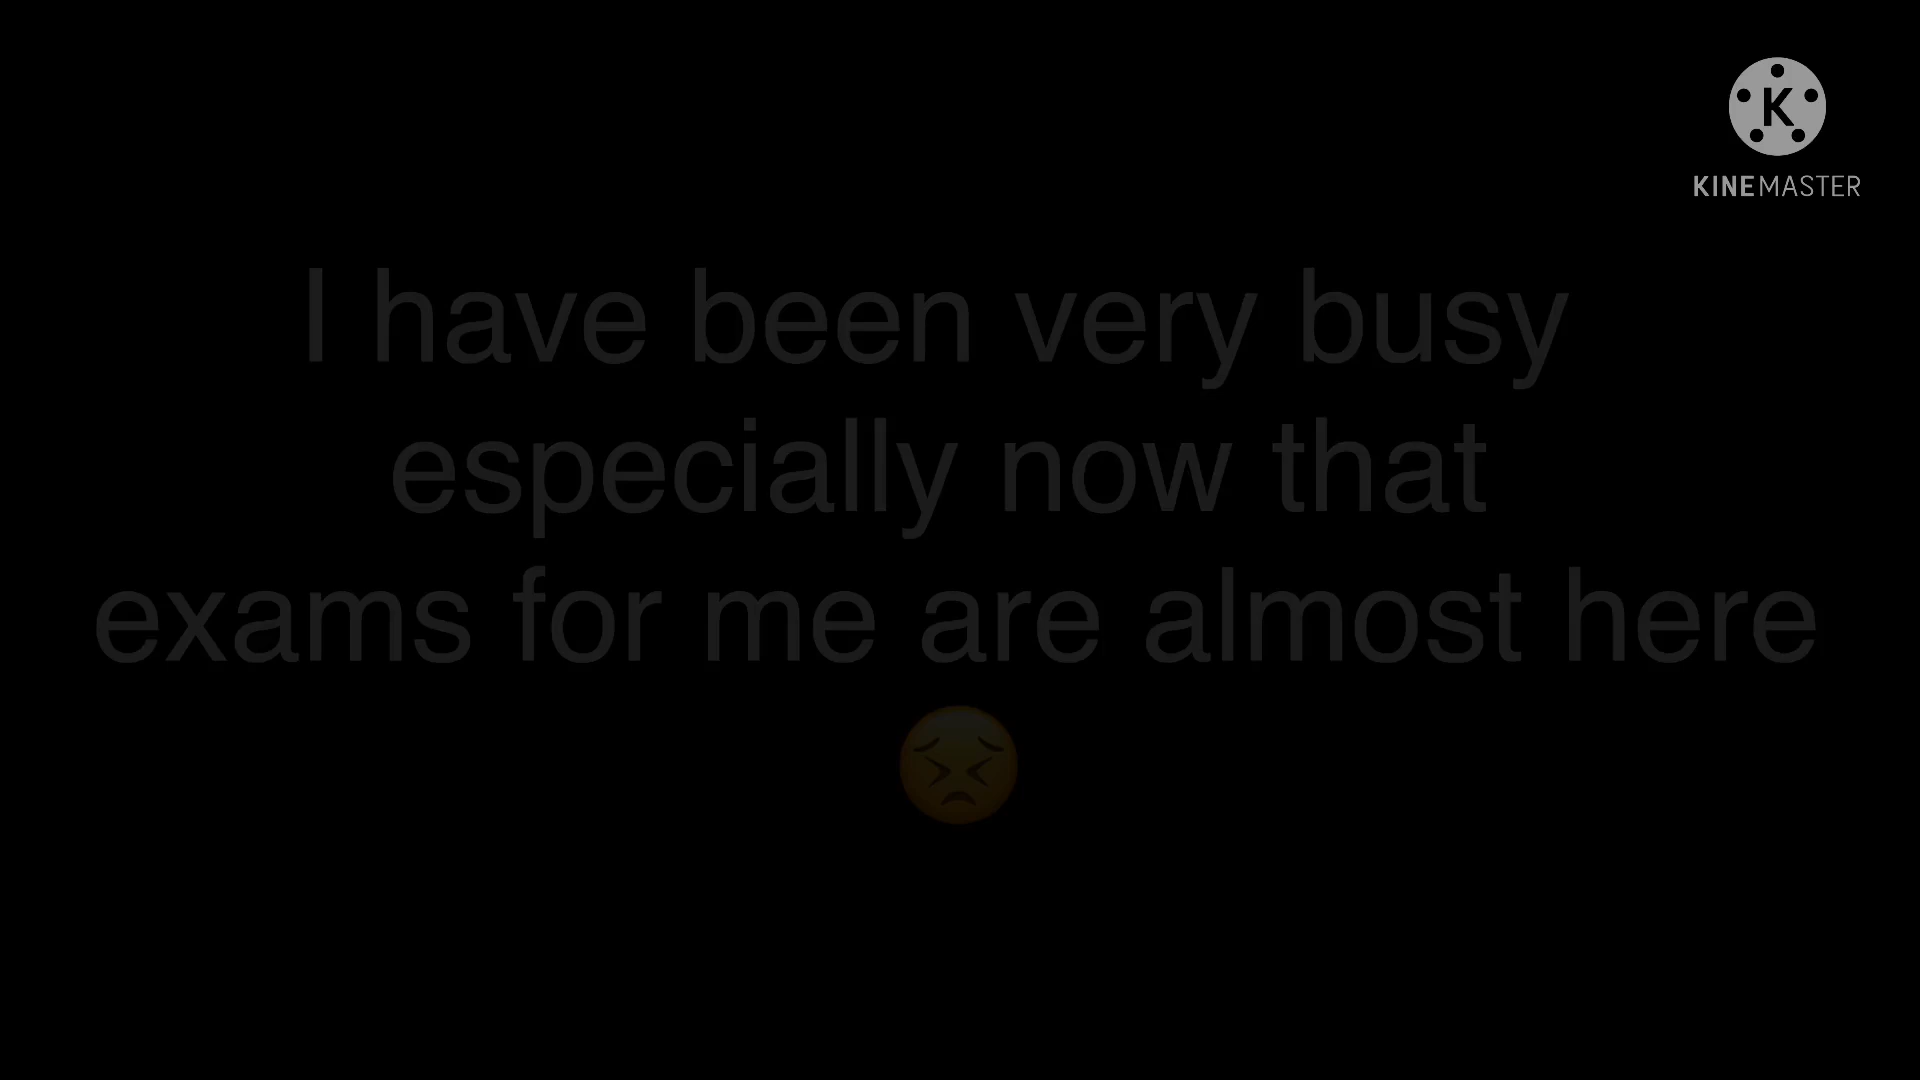 K
KINEMASTER
I have been very busy
especially now that
exams for me are almost here
😣